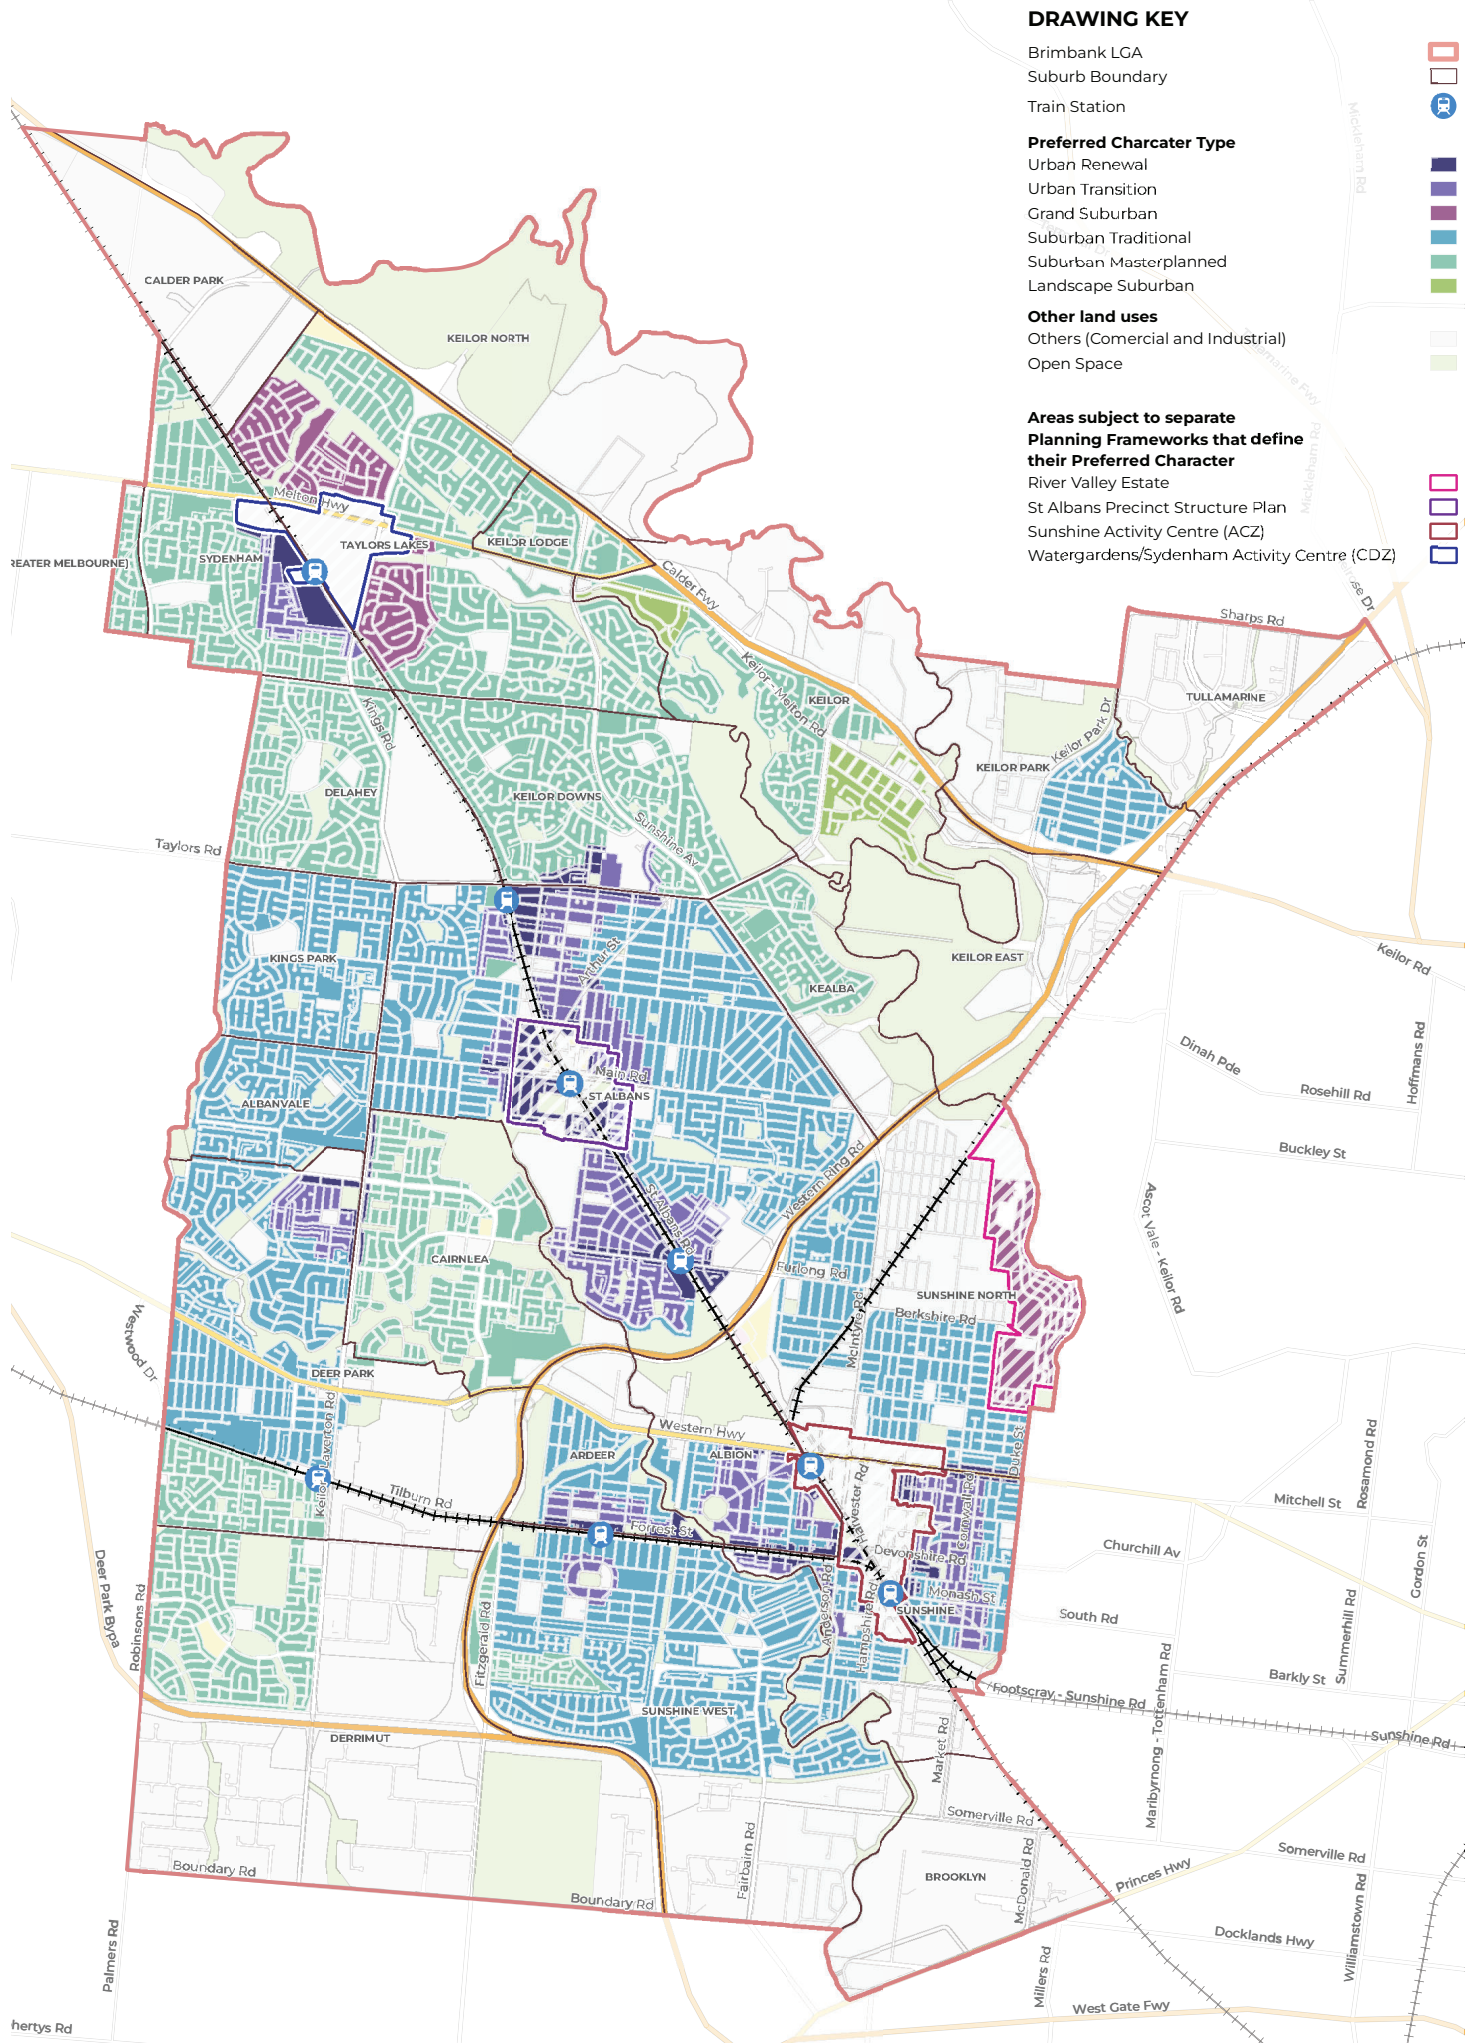 DRAWING KEY
Brimbank LGA
Suburb Boundary
Train Station
Preferred Charcater Type
Urban Renewal
Urban Transition
Grand Suburban
Suburban Traditional
Suburban Masterplanned
Landscape Suburban
Other land uses
Others (Comercial and Industrial)
Open Space
Areas subject to separate
Planning Frameworks that define
their Preferred Character
River Valley Estate
St Albans Precinct Structure Plan
Sunshine Activity Centre (ACZ)
Watergardens/Sydenham Activity Centre (CDZ)
Mickleham Rd
Mickleham Rd
CALDER PARK
KEILOR NORTH
Melton Hwy
TAYLORS LAKES
KEILOR LODGE
SYDENHAM
REATER MELBOURNE)
Calder Fwy
Sharps Rd
Keilor - Melton Rd
KEILOR
TULLAMARINE
Kings Rd
Keilor Park Dr
KEILOR PARK
DELAHEY
KEILOR DOWNS
Sunshine Av
Taylors Rd
KINGS PARK
Arthur St
KEILOR EAST
Keilor Rd
KEALBA
Dinah Pde
Hoffmans Rd
Main Rd
ST ALBANS
Rosehill Rd
ALBANVALE
Buckley St
Western Ring Rd
St Albans Rd
Ascot Vale - Keilor Rd
CAIRNLEA
Furlong Rd
SUNSHINE NORTH
Berkshire Rd
McIntyre Rd
Westwood Dr
DEER PARK
Keilor - Laverton Rd
Western Hwy
ARDEER
ALBION
Duke St
Rosamond Rd
Tilburn Rd
Harvester Rd
Cornwall Rd
Mitchell St
Forrest St
Devonshire Rd
Churchill Av
Gordon St
Deer Park Bypa
Robinsons Rd
Anderson Rd
Hampshire Rd
Monash St
SUNSHINE
South Rd
Summerhill Rd
Fitzgerald Rd
Barkly St
Footscray - Sunshine Rd
Maribyrnong - Tottenham Rd
SUNSHINE WEST
Market Rd
Sunshine Rd
DERRIMUT
Somerville Rd
Somerville Rd
Boundary Rd
Boundary Rd
Fairbairn Rd
BROOKLYN
McDonald Rd
Princes Hwy
Palmers Rd
Docklands Hwy
Williamstown Rd
Millers Rd
West Gate Fwy
hertys Rd